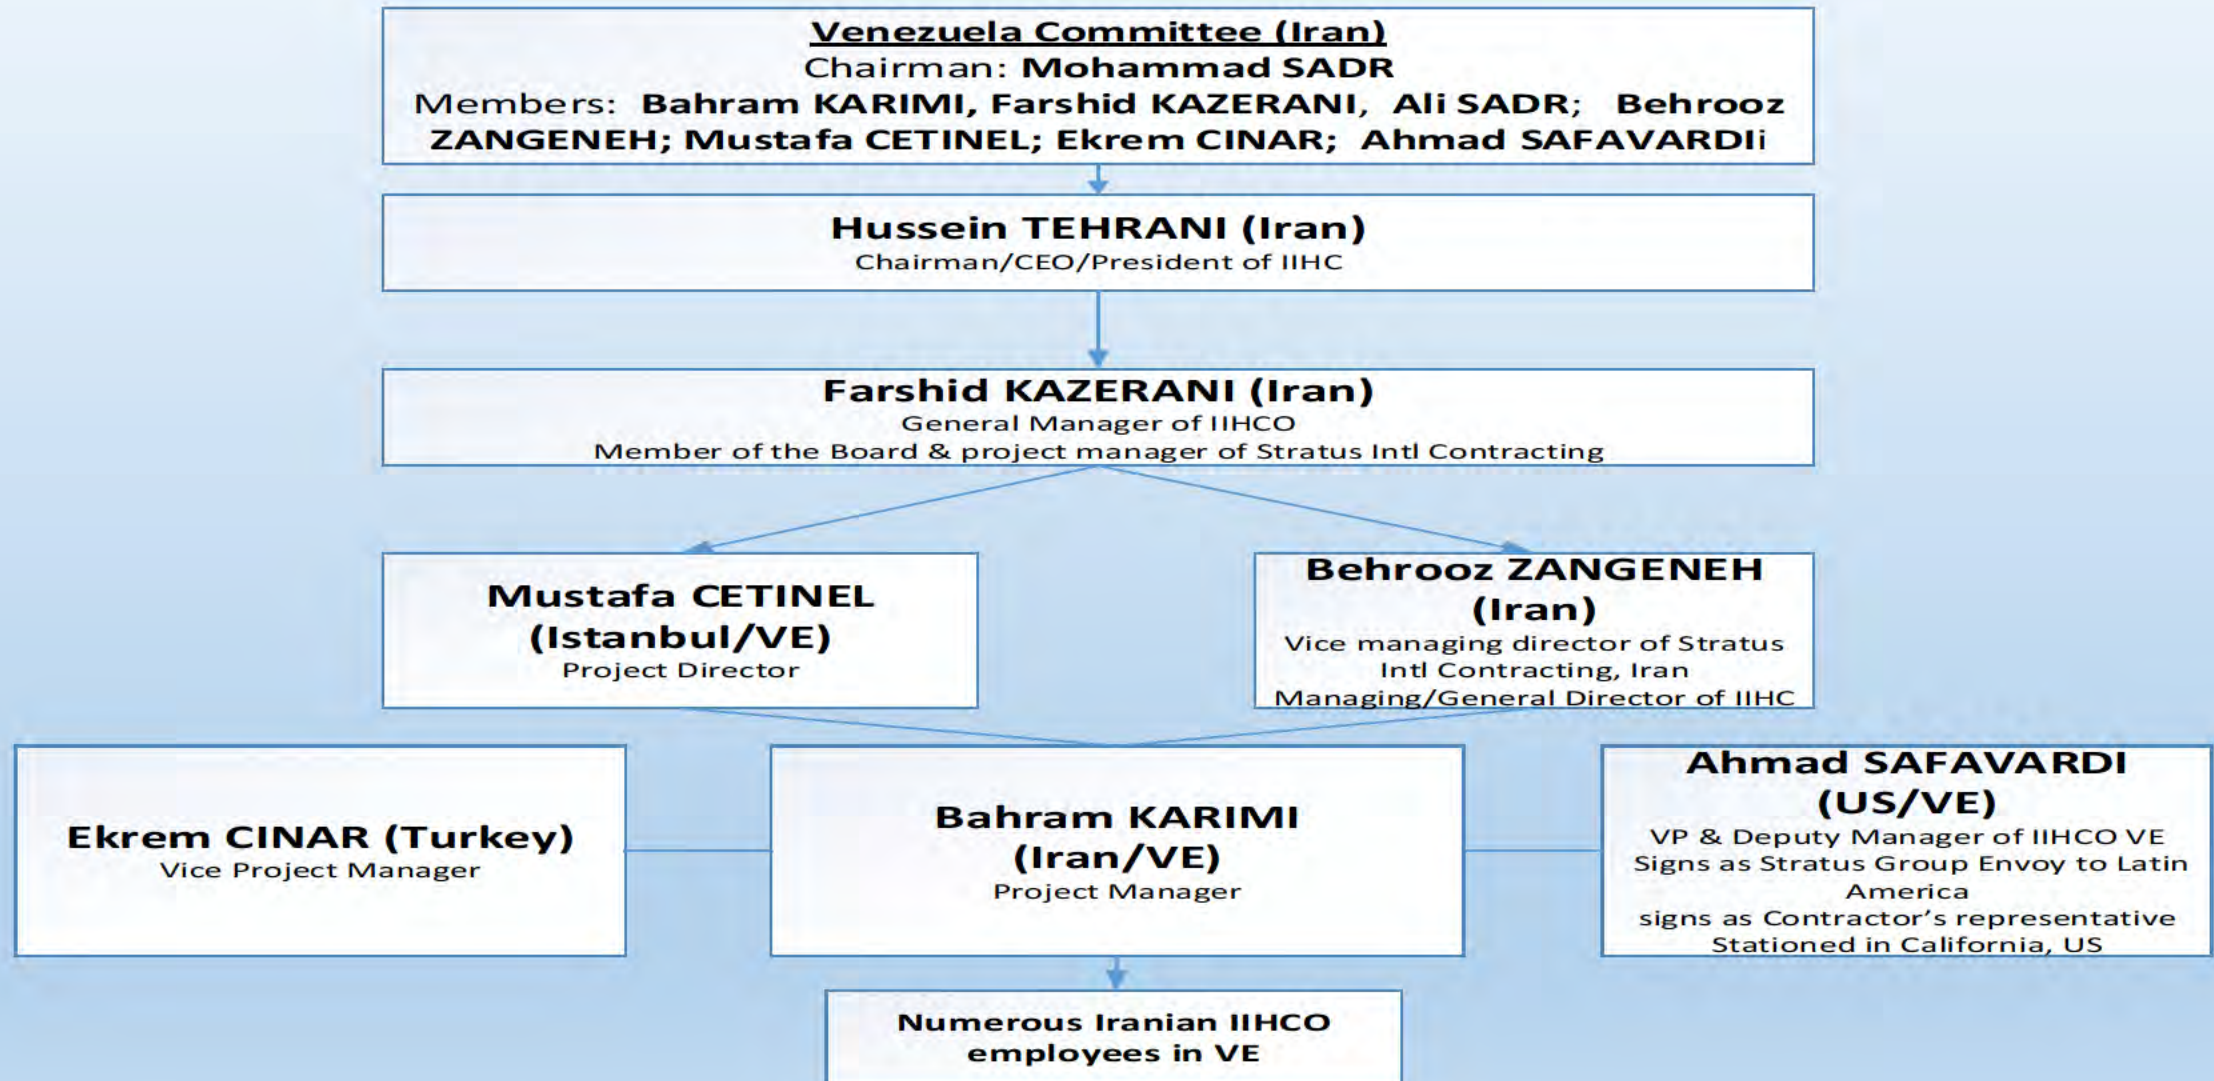 Venezuela Committee (Iran)
Chairman: Mohammad SADR
Members: Bahram KARIMI, Farshid KAZERANI, Ali SADR; Behrooz
ZANGENEH; Mustafa CETINEL; Ekrem CINAR; Ahmad SAFAVARDIi
Hussein TEHRANI (Iran)
Chairman/CEO/President of IIHC
Farshid KAZERANI (Iran)
General Manager of IIHCO
Member of the Board & project manager of Stratus Intl Contracting
Mustafa CETINEL
(Istanbul/VE)
Project Director
Behrooz ZANGENEH
(Iran)
Vice managing director of Stratus
Intl Contracting, Iran
Managing/General Director of IIHC
Ekrem CINAR (Turkey)
Vice Project Manager
Bahram KARIMI
(Iran/VE)
Project Manager
Ahmad SAFAVARDI
(US/VE)
VP & Deputy Manager of IIHCO VE
Signs as Stratus Group Envoy to Latin
America
signs as Contractor’s representative
Stationed in California, US
Numerous Iranian IIHCO
employees in VE